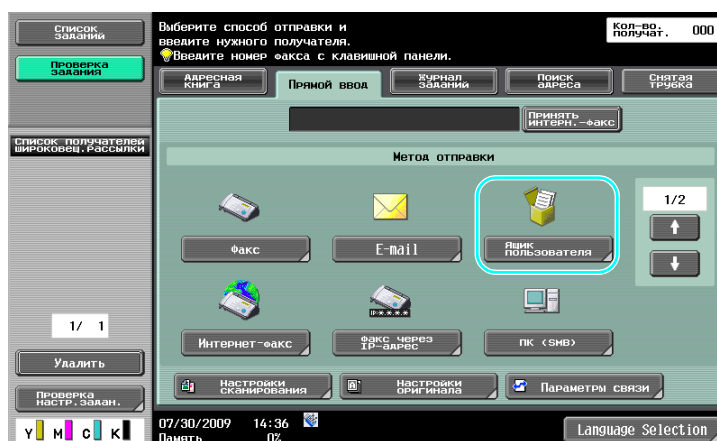 Список
заданий
Проверка
задания
Список получателей
широковещ.рассылки
1/ 1
Удалить
Проверка
настр.задан.
Y M C K
Выберите способ отправки и
введите нужного получателя.
Введите номер факса с клавишной панели.
Кол-во.
получат. 000
Адресная
книга
Прямой ввод
Журнал
заданий
Поиск
адреса
Снятая
трубка
Принять
интерн.-факс
Метод отправки
Факс
E-mail
Ящик
пользователя
1/2
Интернет-факс
IP-*.*.*.*
Факс через
IP-адрес
ПК (SMB)
Настройки
сканирования
Настройки
оригинала
Параметры связи
07/30/2009 14:36
Память 0%
Language Selection